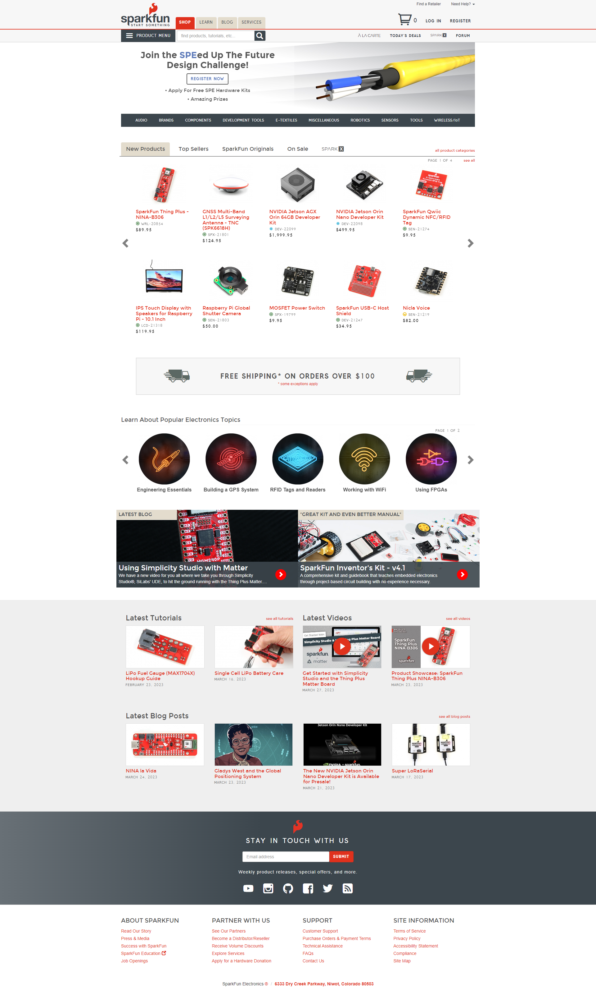 Find a Retailer
Need Help?
sparkfun
START SOMETHING
SHOP
LEARN
BLOG
SERVICES
0
LOG IN
REGISTER
PRODUCT MENU
find products, tutorials, etc...
À LA CARTE
TODAY'S DEALS
SPARK X
FORUM
Join the SPEed Up The Future
Design Challenge!
REGISTER NOW
• Apply For Free SPE Hardware Kits
• Amazing Prizes
AUDIO
BRANDS
COMPONENTS
DEVELOPMENT TOOLS
E-TEXTILES
MISCELLANEOUS
ROBOTICS
SENSORS
TOOLS
WIRELESS/IoT
New Products
Top Sellers
SparkFun Originals
On Sale
SPARK X
all product categories
PAGE 1 OF 4
see all
SparkFun Thing Plus -
NINA-B306
WRL-20854
$89.95
GNSS Multi-Band
L1/L2/L5 Surveying
Antenna - TNC
(SPK6618H)
SPX-21801
$124.95
NVIDIA Jetson AGX
Orin 64GB Developer
Kit
DEV-22099
$1,999.95
NVIDIA Jetson Orin
Nano Developer Kit
DEV-22098
$499.95
SparkFun Qwiic
Dynamic NFC/RFID
Tag
SEN-21274
$9.95
IPS Touch Display with
Speakers for Raspberry
Pi - 10.1 Inch
LCD-21318
$119.95
Raspberry Pi Global
Shutter Camera
SEN-21803
$50.00
MOSFET Power Switch
SPX-19799
$9.95
SparkFun USB-C Host
Shield
DEV-21247
$34.95
Nicla Voice
SEN-21219
$82.00
FREE SHIPPING* ON ORDERS OVER $100
* some exceptions apply
Learn About Popular Electronics Topics
PAGE 1 OF 2
Engineering Essentials
Building a GPS System
RFID Tags and Readers
Working with WiFi
Using FPGAs
LATEST BLOG
MGM240P
Using Simplicity Studio with Matter
We have a new video for you all where we take you through Simplicity
Studio®, SiLabs' UDE, to hit the ground running with the Thing Plus Matter....
"GREAT KIT AND EVEN BETTER MANUAL"
SparkFun Inventor's Kit - v4.1
A comprehensive kit and guidebook that teaches embedded electronics
through project-based circuit building with no experience necessary.
Latest Tutorials
see all tutorials
LiPo Fuel Gauge (MAX1704X)
Hookup Guide
FEBRUARY 23, 2023
Single Cell LiPo Battery Care
MARCH 16, 2023
Latest Videos
see all videos
Get Started With
sparkfun
matter
Get Started with Simplicity
Studio and the Thing Plus
Matter Board
MARCH 27, 2023
PRODUCT
SHOWCASE:
SparkFun
Thing Plus
NINA-B306
sparkfun
Product Showcase: SparkFun
Thing Plus NINA-B306
MARCH 23, 2023
Latest Blog Posts
see all blog posts
NINA la Vida
MARCH 24, 2023
Gladys West and the Global
Positioning System
MARCH 23, 2023
Jetson Orin Nano Developer Kit
NVIDIA + sparkfun
The New NVIDIA Jetson Orin
Nano Developer Kit is Available
for Presale!
MARCH 21, 2023
Super LoRaSerial
MARCH 17, 2023
STAY IN TOUCH WITH US
Email address
SUBMIT
Weekly product releases, special offers, and more.
ABOUT SPARKFUN
Read Our Story
Press & Media
Success with SparkFun
SparkFun Education
Job Openings
PARTNER WITH US
See Our Partners
Become a Distributor/Reseller
Receive Volume Discounts
Explore Services
Apply for a Hardware Donation
SUPPORT
Customer Support
Purchase Orders & Payment Terms
Technical Assistance
FAQs
Contact Us
SITE INFORMATION
Terms of Service
Privacy Policy
Accessibility Statement
Compliance
Site Map
SparkFun Electronics ® / 6333 Dry Creek Parkway, Niwot, Colorado 80503